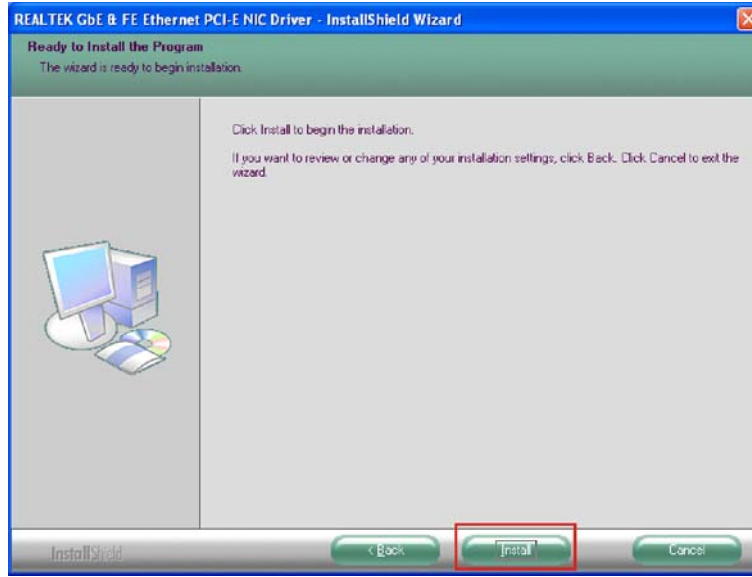 REALTEK GbE & FE Ethernet PCI-E NIC Driver - InstallShield Wizard
Ready to Install the Program
The wizard is ready to begin installation.
Click Install to begin the installation.
If you want to review or change any of your installation settings, click Back. Click Cancel to exit the
wizard.
InstallShield
< Back
Install
Cancel